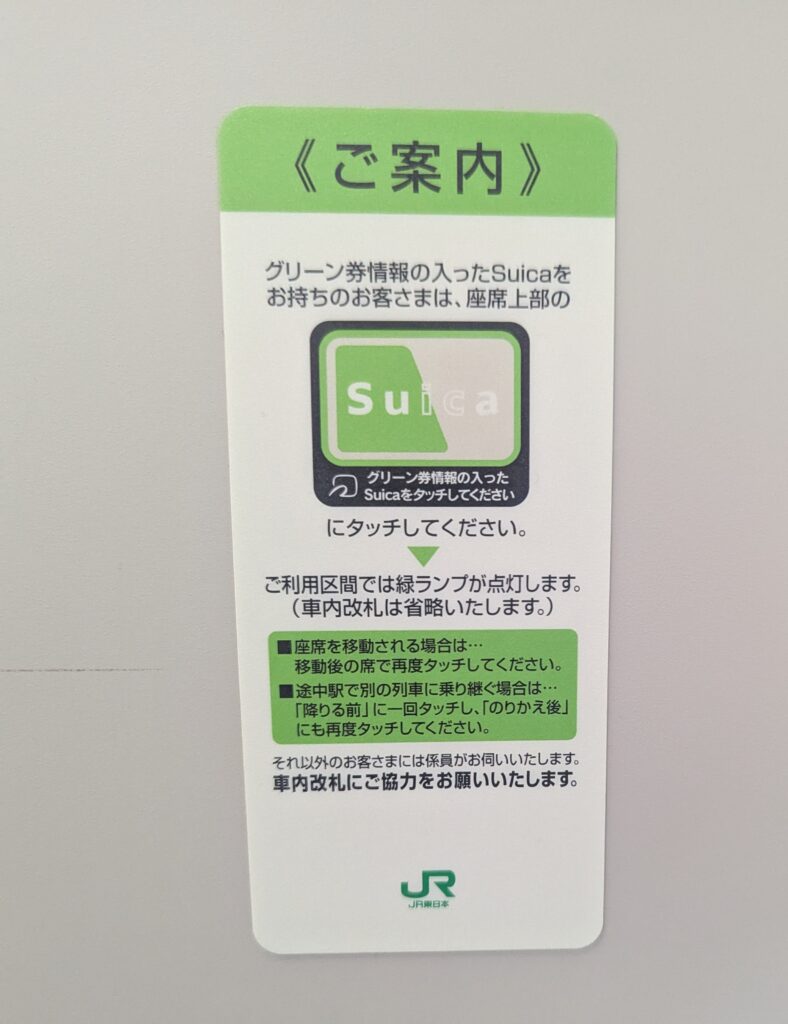 《ご案内》
グリーン券情報の入ったSuicaを
お持ちのお客さまは、座席上部の
Suica
グリーン券情報の入った
Suicaをタッチしてください
にタッチしてください。
ご利用区間では緑ランプが点灯します。
（車内改札は省略いたします。）
■座席を移動される場合は…
移動後の席で再度タッチしてください。
■途中駅で別の列車に乗り継ぐ場合は…
「降りる前」に一回タッチし、「のりかえ後」
にも再度タッチしてください。
それ以外のお客さまには係員がお伺いいたします。
車内改札にご協力をお願いいたします。
JR
JR東日本